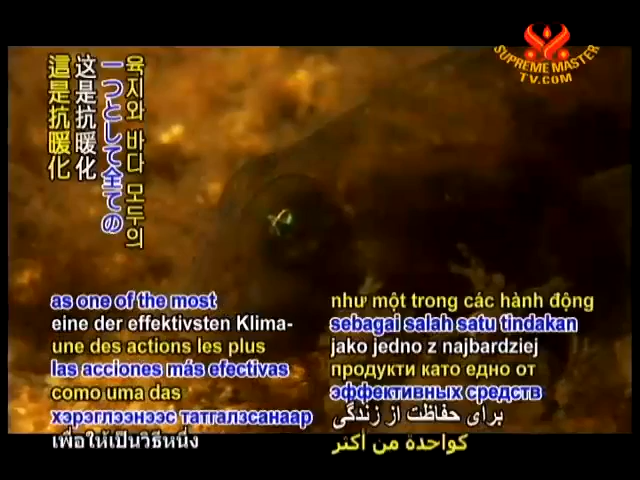 SUPREME MASTER
TV.COM
육지와 바다 모두의
一つとして全ての
这是抗暖化
這是抗暖化
as one of the most
eine der effektivsten Klima-
une des actions les plus
las acciones más efectivas
como uma das
хэрэглээнээс татгалзсанаар
เพื่อให้เป็นวิธีหนึ่ง
như một trong các hành động
sebagai salah satu tindakan
jako jedno z najbardziej
продукти като едно от
эффективных средств
برای حفاظت از زندگی
كواحدة من أكثر